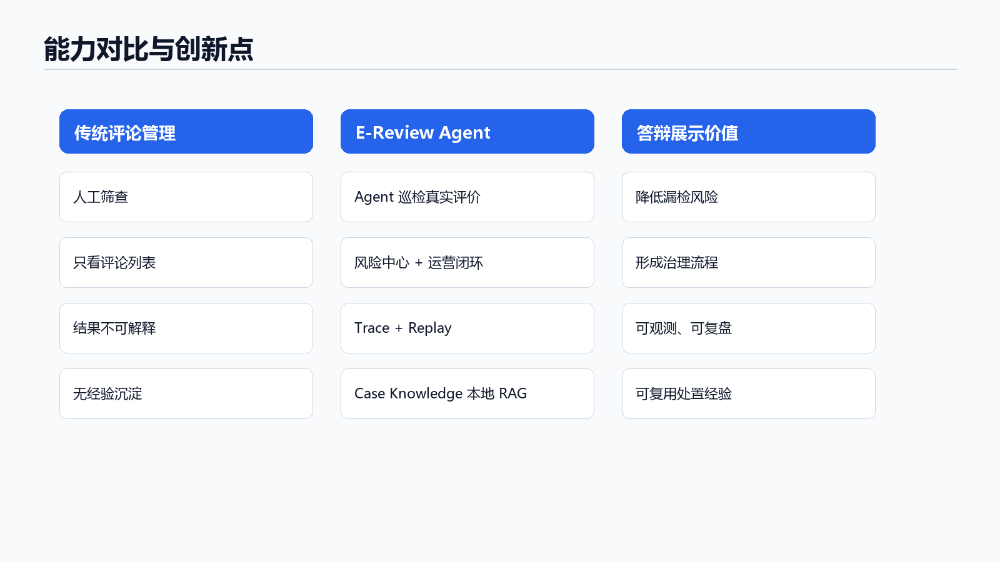 能力对比与创新点
传统评论管理
E-Review Agent
答辩展示价值
人工筛查
Agent 巡检真实评价
降低漏检风险
只看评论列表
风险中心 + 运营闭环
形成治理流程
结果不可解释
Trace + Replay
可观测、可复盘
无经验沉淀
Case Knowledge 本地 RAG
可复用处置经验